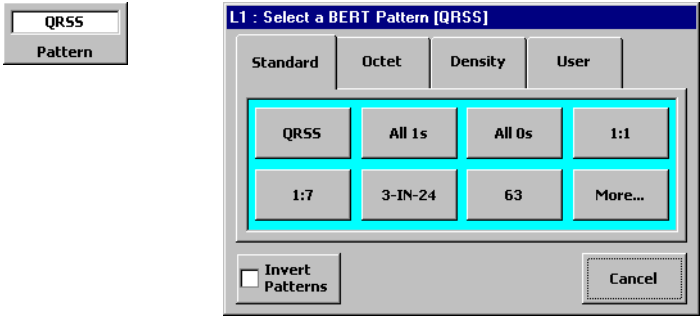 QRSS
Pattern
L1 : Select a BERT Pattern [QRSS]
Standard Octet Density User
QRSS All 1s All 0s 1:1
1:7 3-IN-24 63 More...
Invert
Patterns
Cancel